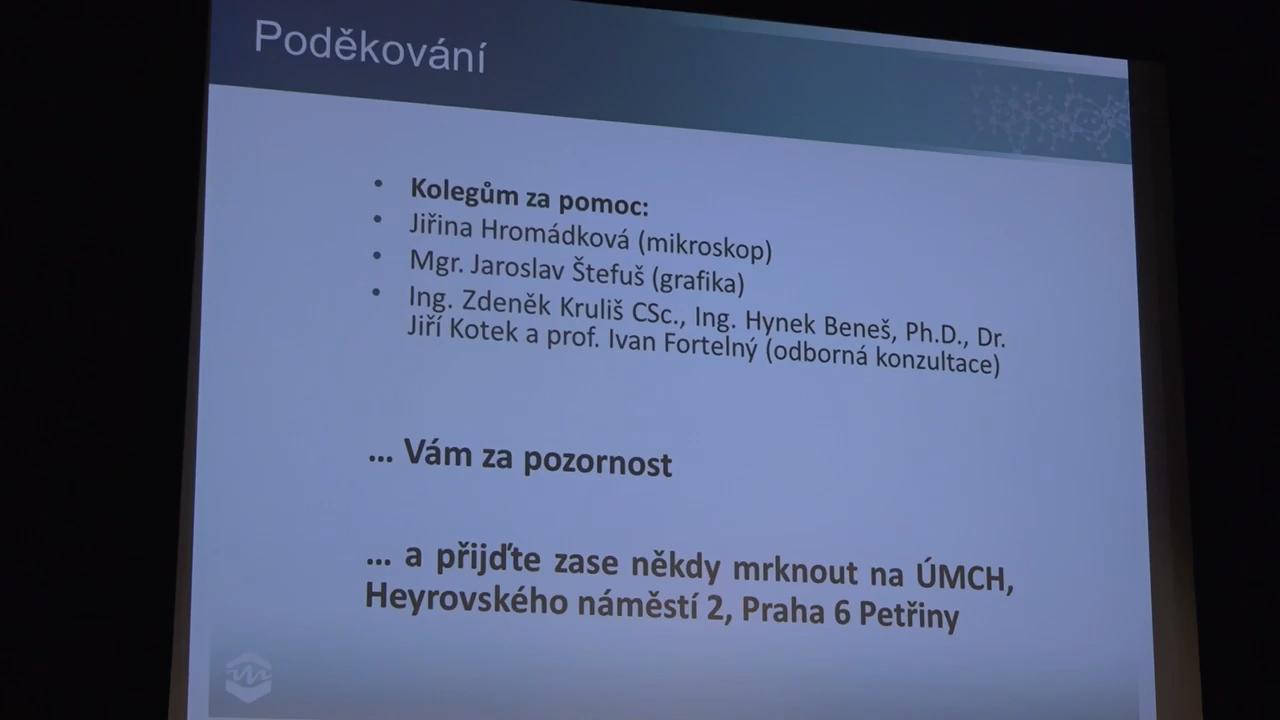 Poděkování
• Kolegům za pomoc:
• Jiřina Hromádková (mikroskop)
• Mgr. Jaroslav Štefuš (grafika)
• Ing. Zdeněk Kruliš CSc., Ing. Hynek Beneš, Ph.D., Dr.
Jiří Kotek a prof. Ivan Fortelný (odborná konzultace)
... Vám za pozornost
... a přijďte zase někdy mrknout na ÚMCH,
Heyrovského náměstí 2, Praha 6 Petřiny